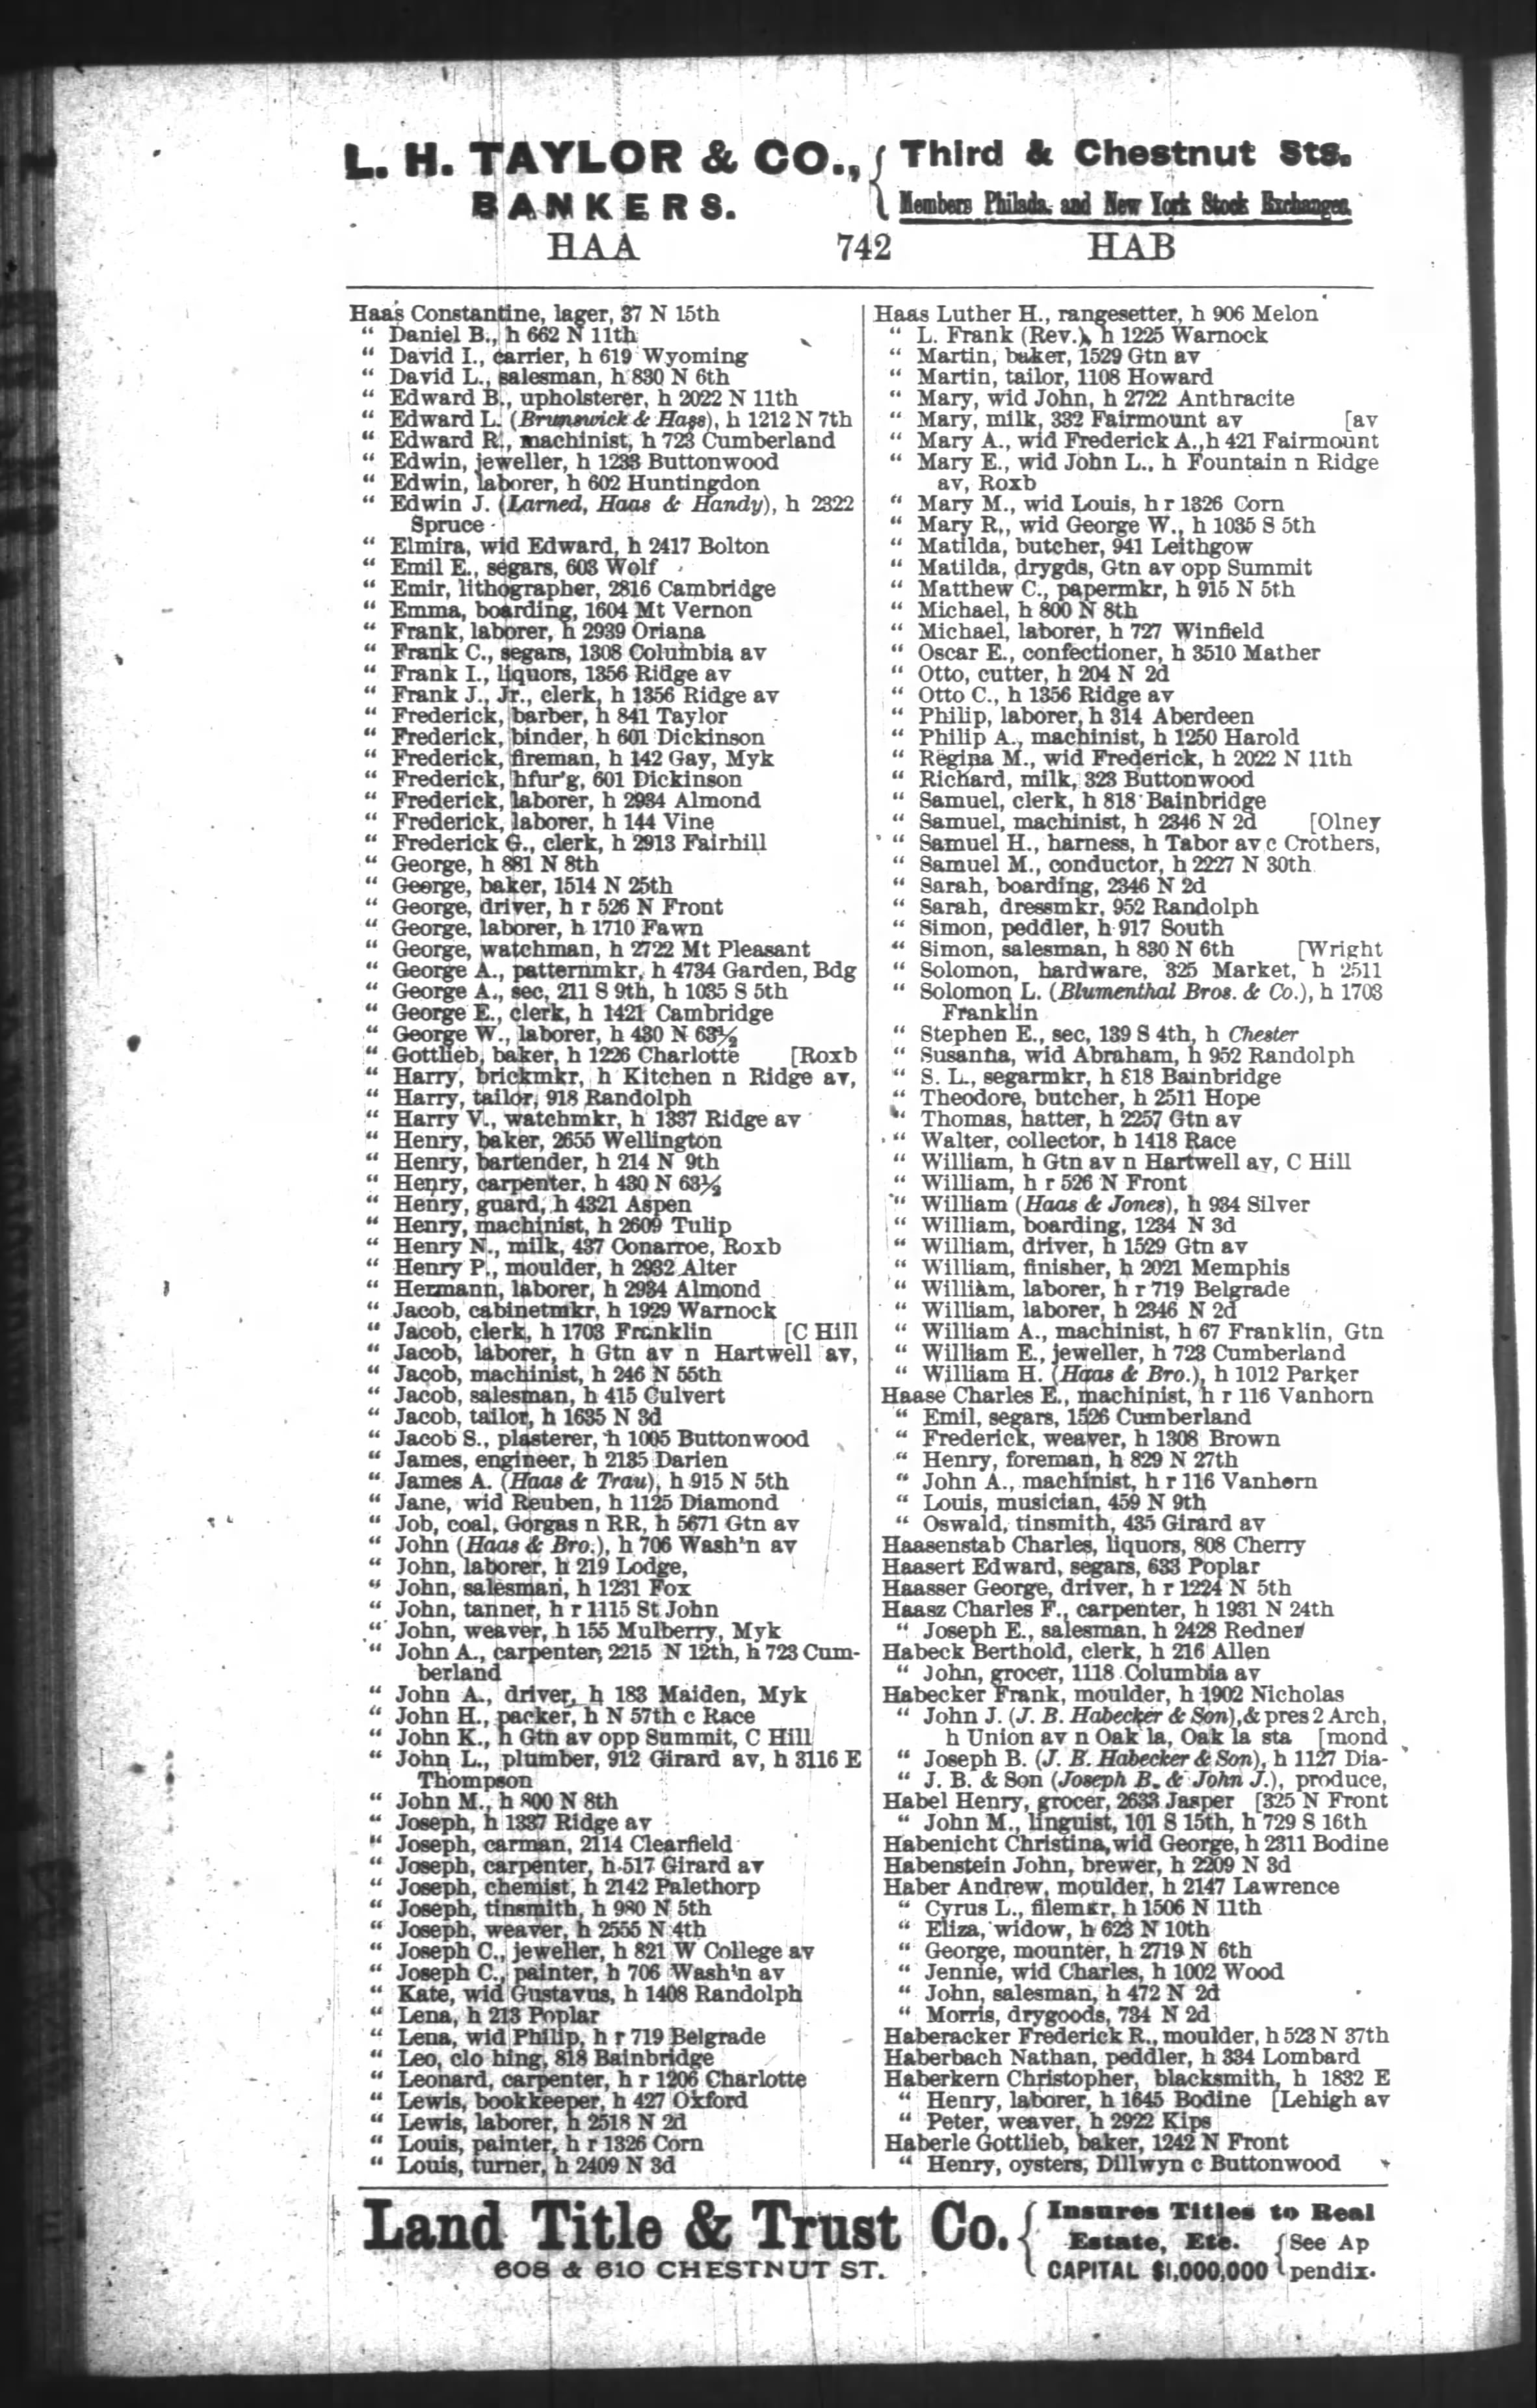 L. H. TAYLOR & CO.,
BANKERS.
Third & Chestnut Sts.
Members Philada. and New York Stock Exchanges.
HAA 742 HAB
Haas Constantine, lager, 37 N 15th
" Daniel B., h 662 N 11th
" David I., carrier, h 619 Wyoming
" David L., salesman, h 830 N 6th
" Edward B., upholsterer, h 2022 N 11th
" Edward L. (Brunswick & Haas), h 1212 N 7th
" Edward R., machinist, h 723 Cumberland
" Edwin, jeweller, h 1233 Buttonwood
" Edwin, laborer, h 602 Huntingdon
" Edwin J. (Larned, Haas & Handy), h 2322
Spruce
" Elmira, wid Edward, h 2417 Bolton
" Emil E., segars, 603 Wolf
" Emir, lithographer, 2816 Cambridge
" Emma, boarding, 1604 Mt Vernon
" Frank, laborer, h 2939 Oriana
" Frank C., segars, 1308 Columbia av
" Frank I., liquors, 1356 Ridge av
" Frank J., Jr., clerk, h 1356 Ridge av
" Frederick, barber, h 841 Taylor
" Frederick, binder, h 601 Dickinson
" Frederick, fireman, h 142 Gay, Myk
" Frederick, hfur'g, 601 Dickinson
" Frederick, laborer, h 2934 Almond
" Frederick, laborer, h 144 Vine
" Frederick G., clerk, h 2913 Fairhill
" George, h 881 N 8th
" George, baker, 1514 N 25th
" George, driver, h r 526 N Front
" George, laborer, h 1710 Fawn
" George, watchman, h 2722 Mt Pleasant
" George A., patternmkr, h 4734 Garden, Bdg
" George A., sec, 211 S 9th, h 1035 S 5th
" George E., clerk, h 1421 Cambridge
" George W., laborer, h 430 N 63½
" Gottlieb, baker, h 1226 Charlotte [Roxb
" Harry, brickmkr, h Kitchen n Ridge av,
" Harry, tailor, 918 Randolph
" Harry V., watchmkr, h 1337 Ridge av
" Henry, baker, 2655 Wellington
" Henry, bartender, h 214 N 9th
" Henry, carpenter, h 430 N 63½
" Henry, guard, h 4321 Aspen
" Henry, machinist, h 2609 Tulip
" Henry N., milk, 437 Conarroe, Roxb
" Henry P., moulder, h 2932 Alter
" Hermann, laborer, h 2934 Almond
" Jacob, cabinetmkr, h 1929 Warnock
" Jacob, clerk, h 1703 Franklin [C Hill
" Jacob, laborer, h Gtn av n Hartwell av,
" Jacob, machinist, h 246 N 55th
" Jacob, salesman, h 415 Culvert
" Jacob, tailor, h 1635 N 3d
" Jacob S., plasterer, h 1005 Buttonwood
" James, engineer, h 2135 Darien
" James A. (Haas & Trau), h 915 N 5th
" Jane, wid Reuben, h 1125 Diamond
" Job, coal, Gorgas n RR, h 5671 Gtn av
" John (Haas & Bro.), h 706 Wash'n av
" John, laborer, h 219 Lodge,
" John, salesman, h 1231 Fox
" John, tanner, h r 1115 St John
" John, weaver, h 155 Mulberry, Myk
" John A., carpenter, 2215 N 12th, h 723 Cum-
berland
" John A., driver, h 183 Maiden, Myk
" John H., packer, h N 57th c Race
" John K., h Gtn av opp Summit, C Hill
" John L., plumber, 912 Girard av, h 3116 E
Thompson
" John M., h 800 N 8th
" Joseph, h 1337 Ridge av
" Joseph, carman, 2114 Clearfield
" Joseph, carpenter, h 517 Girard av
" Joseph, chemist, h 2142 Palethorp
" Joseph, tinsmith, h 980 N 5th
" Joseph, weaver, h 2555 N 4th
" Joseph C., jeweller, h 821 W College av
" Joseph C., painter, h 706 Wash'n av
" Kate, wid Gustavus, h 1408 Randolph
" Lena, h 213 Poplar
" Lena, wid Philip, h r 719 Belgrade
" Leo, clo hing, 818 Bainbridge
" Leonard, carpenter, h r 1206 Charlotte
" Lewis, bookkeeper, h 427 Oxford
" Lewis, laborer, h 2518 N 2d
" Louis, painter, h r 1326 Corn
" Louis, turner, h 2409 N 3d
Haas Luther H., rangesetter, h 906 Melon
" L. Frank (Rev.), h 1225 Warnock
" Martin, baker, 1529 Gtn av
" Martin, tailor, 1108 Howard
" Mary, wid John, h 2722 Anthracite
" Mary, milk, 332 Fairmount av [av
" Mary A., wid Frederick A., h 421 Fairmount
" Mary E., wid John L., h Fountain n Ridge
av, Roxb
" Mary M., wid Louis, h r 1326 Corn
" Mary R., wid George W., h 1035 S 5th
" Matilda, butcher, 941 Leithgow
" Matilda, drygds, Gtn av opp Summit
" Matthew C., papermkr, h 915 N 5th
" Michael, h 800 N 8th
" Michael, laborer, h 727 Winfield
" Oscar E., confectioner, h 3510 Mather
" Otto, cutter, h 204 N 2d
" Otto C., h 1356 Ridge av
" Philip, laborer, h 314 Aberdeen
" Philip A., machinist, h 1250 Harold
" Regina M., wid Frederick, h 2022 N 11th
" Richard, milk, 323 Buttonwood
" Samuel, clerk, h 818 Bainbridge
" Samuel, machinist, h 2346 N 2d [Olney
" Samuel H., harness, h Tabor av c Crothers,
" Samuel M., conductor, h 2227 N 30th
" Sarah, boarding, 2346 N 2d
" Sarah, dressmkr, 952 Randolph
" Simon, peddler, h 917 South
" Simon, salesman, h 830 N 6th [Wright
" Solomon, hardware, 325 Market, h 2511
" Solomon L. (Blumenthal Bros. & Co.), h 1703
Franklin
" Stephen E., sec, 139 S 4th, h Chester
" Susanna, wid Abraham, h 952 Randolph
" S. L., segarmkr, h 818 Bainbridge
" Theodore, butcher, h 2511 Hope
" Thomas, hatter, h 2257 Gtn av
" Walter, collector, h 1418 Race
" William, h Gtn av n Hartwell av, C Hill
" William, h r 526 N Front
" William (Haas & Jones), h 934 Silver
" William, boarding, 1234 N 3d
" William, driver, h 1529 Gtn av
" William, finisher, h 2021 Memphis
" William, laborer, h r 719 Belgrade
" William, laborer, h 2346 N 2d
" William A., machinist, h 67 Franklin, Gtn
" William E., jeweller, h 723 Cumberland
" William H. (Haas & Bro.), h 1012 Parker
Haase Charles E., machinist, h r 116 Vanhorn
" Emil, segars, 1526 Cumberland
" Frederick, weaver, h 1308 Brown
" Henry, foreman, h 829 N 27th
" John A., machinist, h r 116 Vanhorn
" Louis, musician, 459 N 9th
" Oswald, tinsmith, 435 Girard av
Haasenstab Charles, liquors, 808 Cherry
Haasert Edward, segars, 633 Poplar
Haasser George, driver, h r 1224 N 5th
Haasz Charles F., carpenter, h 1931 N 24th
" Joseph E., salesman, h 2428 Redner
Habeck Berthold, clerk, h 216 Allen
" John, grocer, 1118 Columbia av
Habecker Frank, moulder, h 1902 Nicholas
" John J. (J. B. Habecker & Son), & pres 2 Arch,
h Union av n Oak la, Oak la sta [mond
" Joseph B. (J. B. Habecker & Son), h 1127 Dia-
" J. B. & Son (Joseph B. & John J.), produce,
Habel Henry, grocer, 2633 Jasper [325 N Front
" John M., linguist, 101 S 15th, h 729 S 16th
Habenicht Christina, wid George, h 2311 Bodine
Habenstein John, brewer, h 2209 N 3d
Haber Andrew, moulder, h 2147 Lawrence
" Cyrus L., filemkr, h 1506 N 11th
" Eliza, widow, h 623 N 10th
" George, mounter, h 2719 N 6th
" Jennie, wid Charles, h 1002 Wood
" John, salesman, h 472 N 2d
" Morris, drygoods, 734 N 2d
Haberacker Frederick R., moulder, h 523 N 37th
Haberbach Nathan, peddler, h 334 Lombard
Haberkern Christopher, blacksmith, h 1832 E
" Henry, laborer, h 1645 Bodine [Lehigh av
" Peter, weaver, h 2922 Kips
Haberle Gottlieb, baker, 1242 N Front
" Henry, oysters, Dillwyn c Buttonwood
Land Title & Trust Co.
608 & 610 CHESTNUT ST.
Insures Titles to Real
Estate, Etc.
CAPITAL $1,000,000
See Ap
pendix.